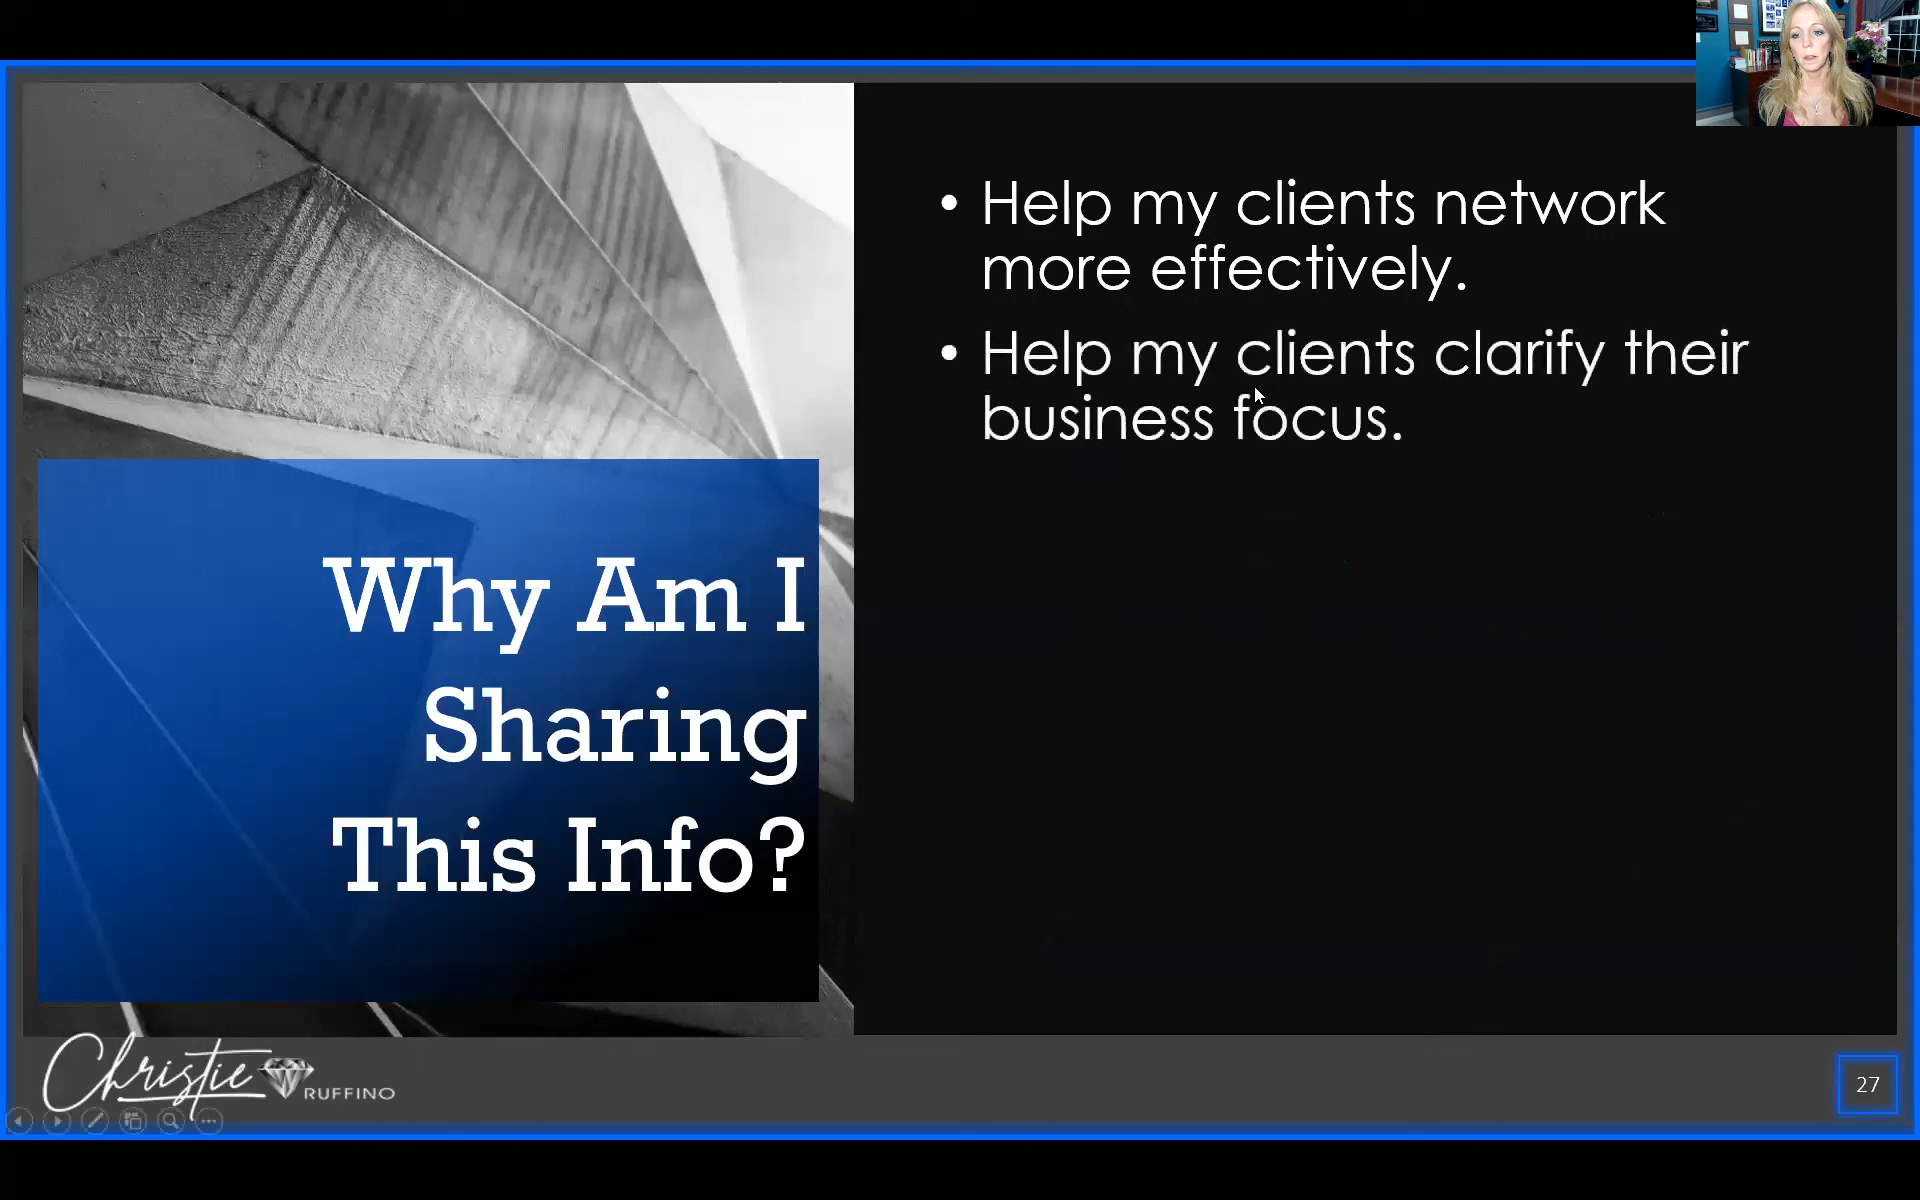 • Help my clients network
more effectively.
• Help my clients clarify their
business focus.
Why Am I
Sharing
This Info?
Christie
RUFFINO
27